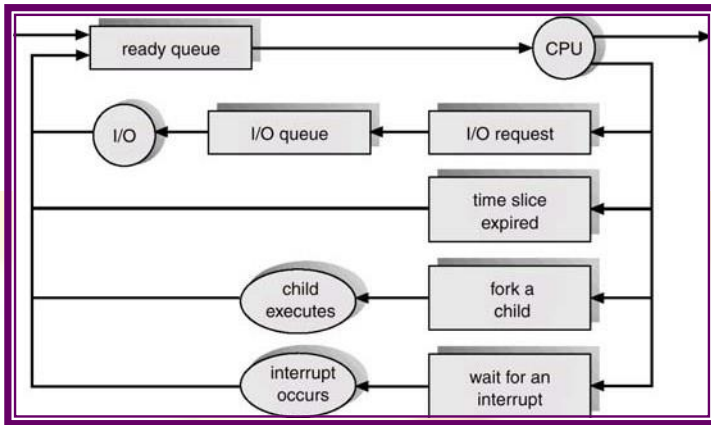 ready queue
CPU
I/O
I/O queue
I/O request
time slice
expired
child
executes
fork a
child
interrupt
occurs
wait for an
interrupt